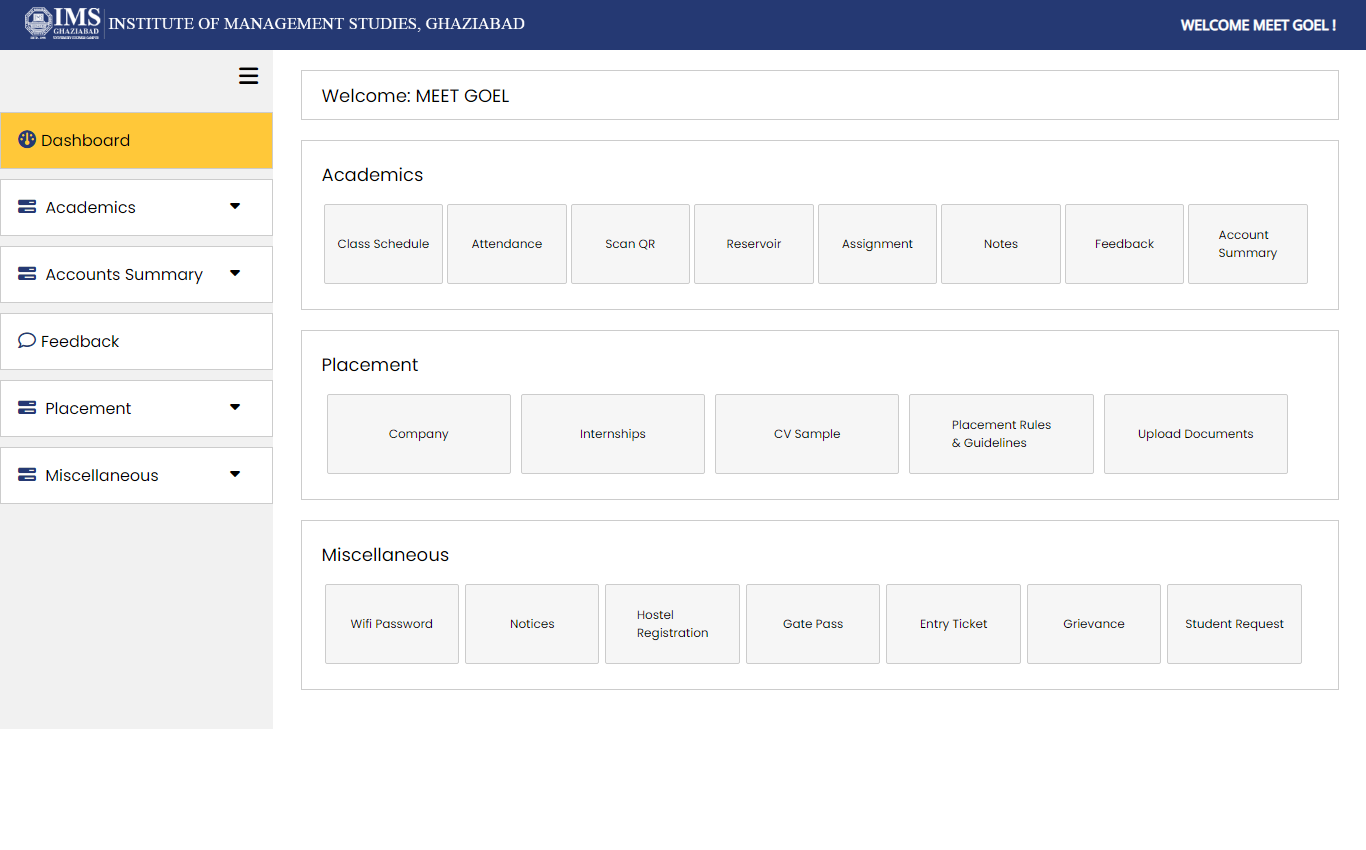 IMS
GHAZIABAD
INSTITUTE OF MANAGEMENT STUDIES, GHAZIABAD
WELCOME MEET GOEL !
Dashboard
Academics
Accounts Summary
Feedback
Placement
Miscellaneous
Welcome: MEET GOEL
Academics
Class Schedule
Attendance
Scan QR
Reservoir
Assignment
Notes
Feedback
Account
Summary
Placement
Company
Internships
CV Sample
Placement Rules
& Guidelines
Upload Documents
Miscellaneous
Wifi Password
Notices
Hostel
Registration
Gate Pass
Entry Ticket
Grievance
Student Request